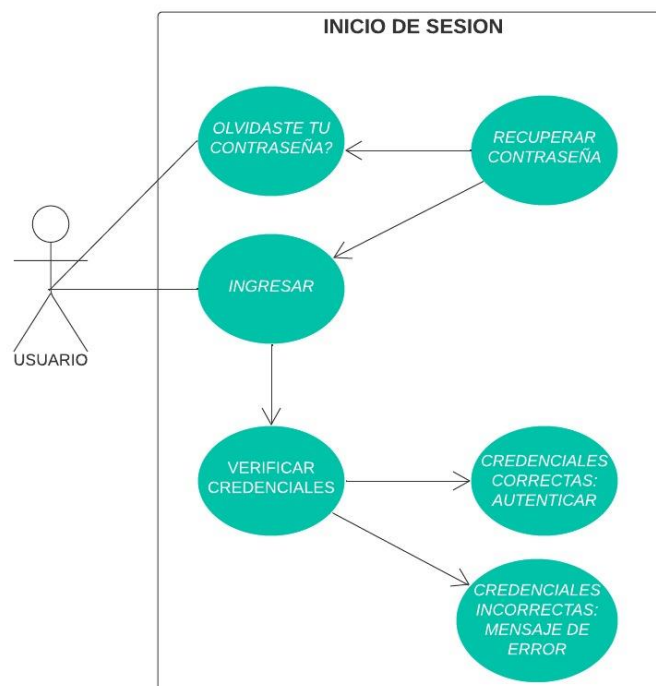 INICIO DE SESION
OLVIDASTE TU
CONTRASEÑA?
RECUPERAR
CONTRASEÑA
INGRESAR
USUARIO
VERIFICAR
CREDENCIALES
CREDENCIALES
CORRECTAS:
AUTENTICAR
CREDENCIALES
INCORRECTAS:
MENSAJE DE
ERROR